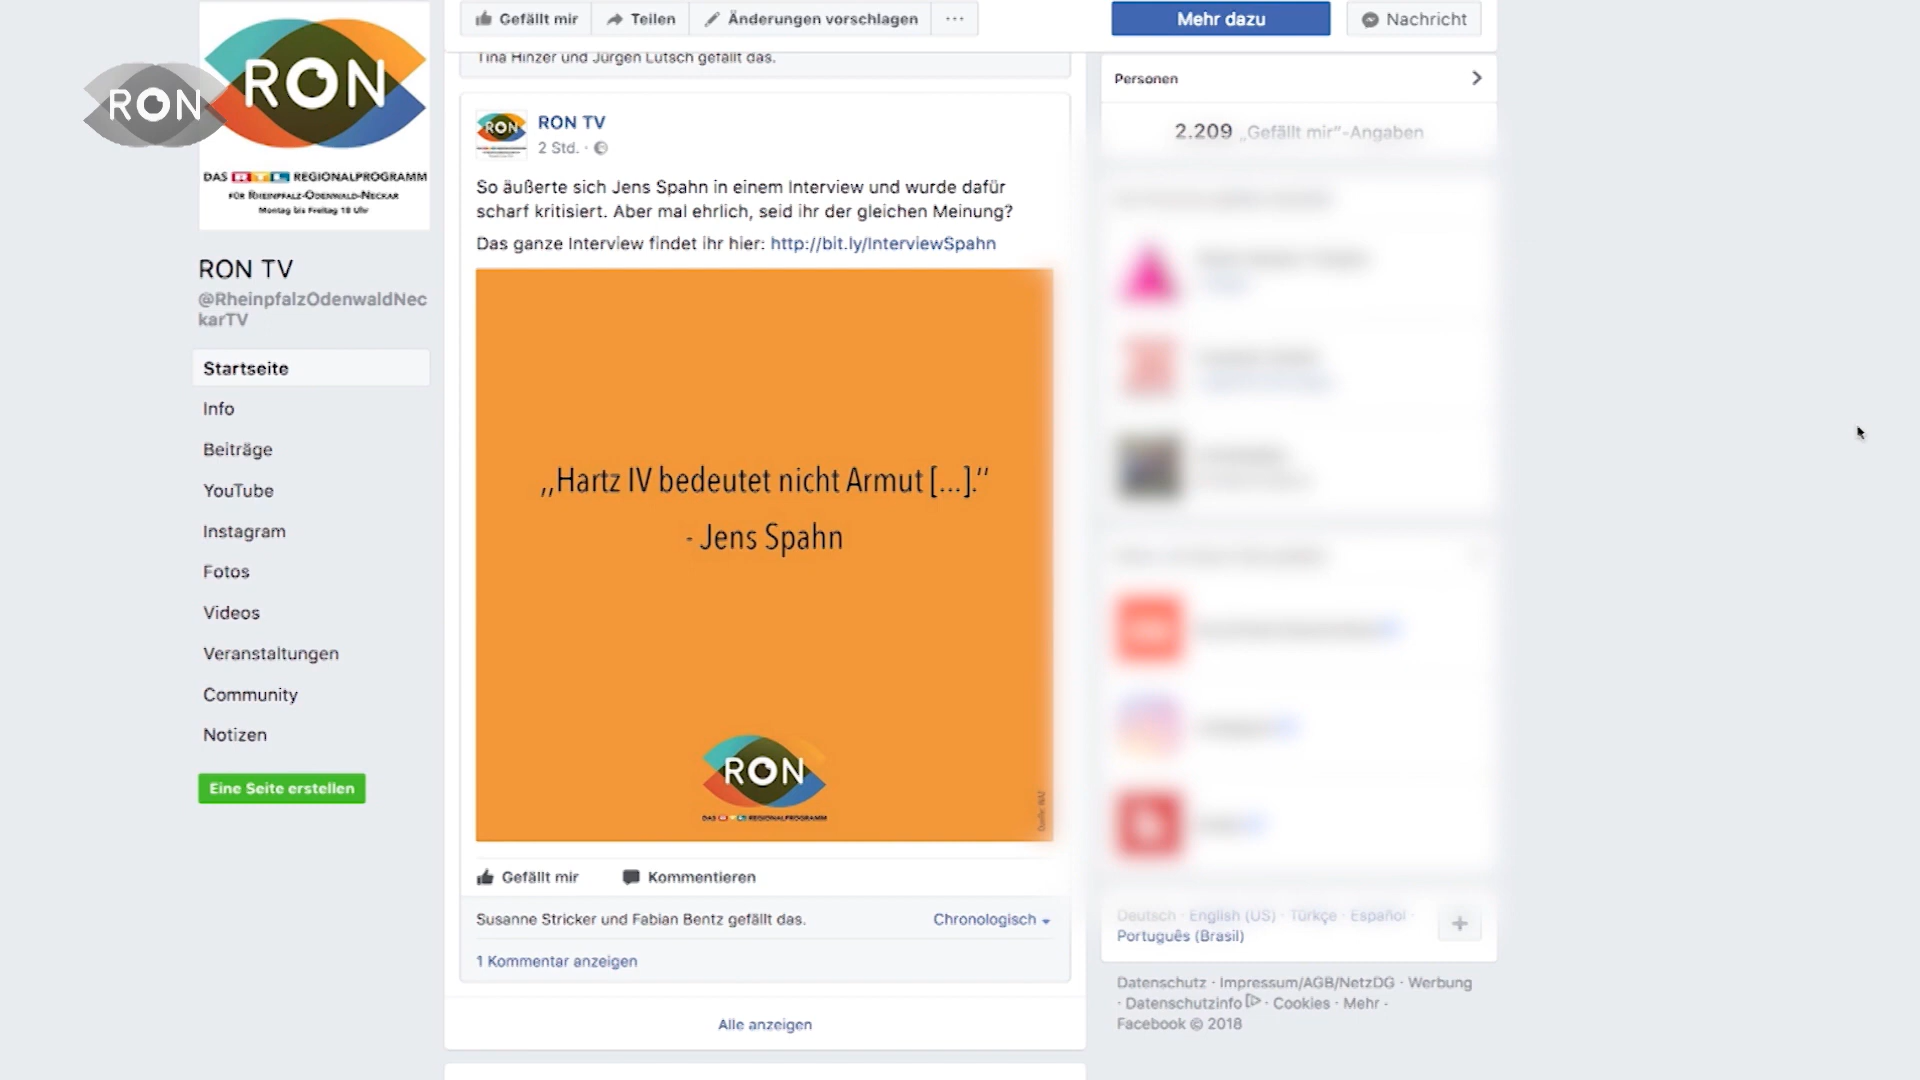 Gefällt mir
Teilen
Änderungen vorschlagen
...
Mehr dazu
Nachricht
RON
RON
DAS RTL REGIONALPROGRAMM
FÜR RHEINPFALZ-ODENWALD-NECKAR
Montag bis Freitag 18 Uhr
RON TV
@RheinpfalzOdenwaldNec
karTV
Startseite
Info
Beiträge
YouTube
Instagram
Fotos
Videos
Veranstaltungen
Community
Notizen
Eine Seite erstellen
Tina Hinzer und Jürgen Lutsch gefällt das.
RON
RON TV
2 Std. ·
So äußerte sich Jens Spahn in einem Interview und wurde dafür
scharf kritisiert. Aber mal ehrlich, seid ihr der gleichen Meinung?
Das ganze Interview findet ihr hier: http://bit.ly/InterviewSpahn
,,Hartz IV bedeutet nicht Armut [...].''
- Jens Spahn
RON
DAS RTL REGIONALPROGRAMM
Quelle: WAZ
Gefällt mir
Kommentieren
Susanne Stricker und Fabian Bentz gefällt das.
Chronologisch
1 Kommentar anzeigen
Alle anzeigen
Personen
2.209 „Gefällt mir“-Angaben
Deutsch · English (US) · Türkçe · Español ·
Português (Brasil)
Datenschutz · Impressum/AGB/NetzDG · Werbung
· Datenschutzinfo · Cookies · Mehr
Facebook © 2018